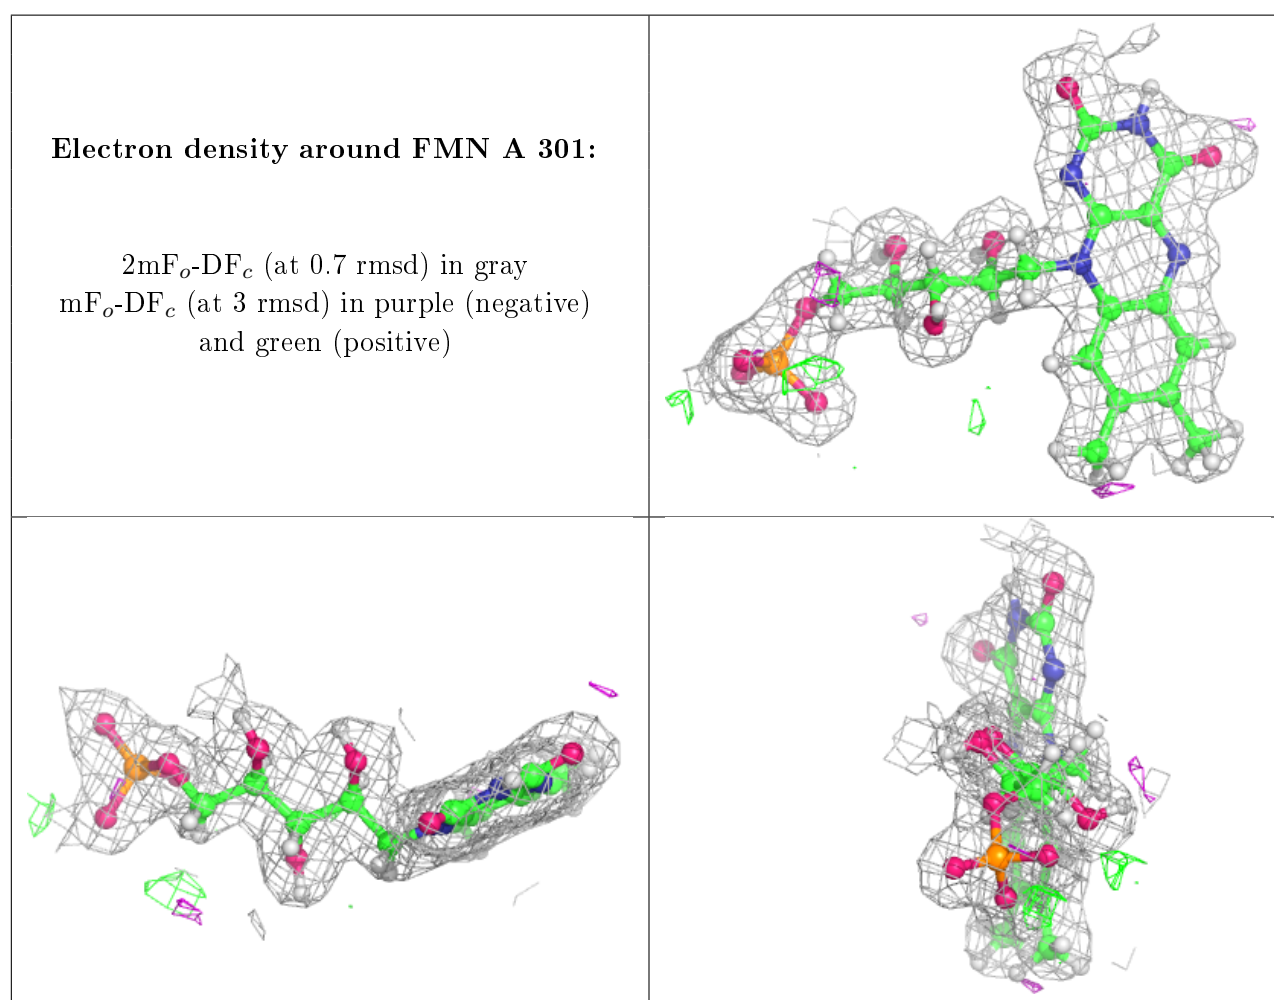 Electron density around FMN A 301:
2mFo-DFc (at 0.7 rmsd) in gray
mFo-DFc (at 3 rmsd) in purple (negative)
and green (positive)